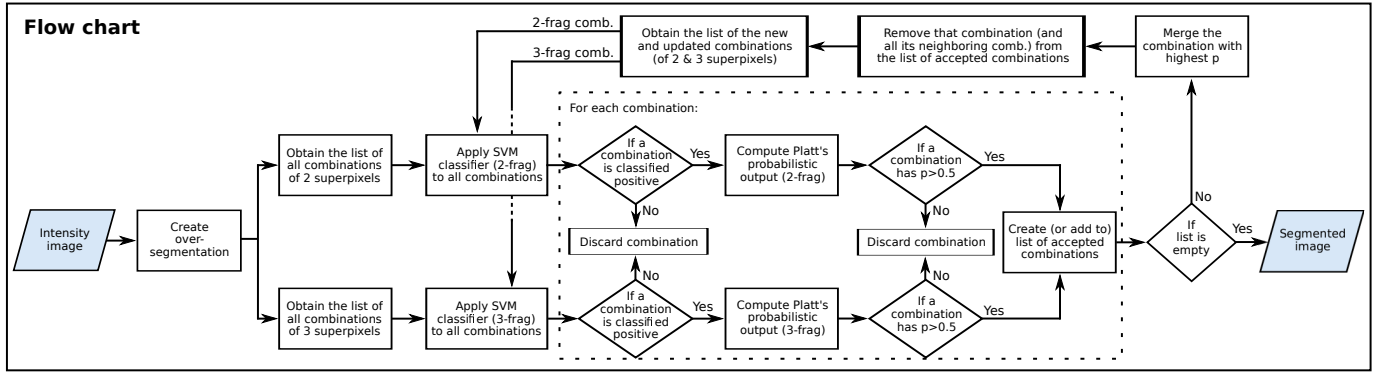 Flow chart
2-frag comb.
3-frag comb.
Obtain the list of the new
and updated combinations
(of 2 & 3 superpixels)
Remove that combination (and
all its neighboring comb.) from
the list of accepted combinations
Merge the
combination with
highest p
For each combination:
Obtain the list of
all combinations
of 2 superpixels
Apply SVM
classifier (2-frag)
to all combinations
If a
combination
is classified
positive
Yes
No
Compute Platt's
probabilistic
output (2-frag)
If a
combination
has p>0.5
Yes
No
Intensity
image
Create
over-
segmentation
Discard combination
Discard combination
Create (or add to)
list of accepted
combinations
If
list is
empty
No
Yes
Segmented
image
Obtain the list of
all combinations
of 3 superpixels
Apply SVM
classifier (3-frag)
to all combinations
No
If a
combination
is classified
positive
Yes
Compute Platt's
probabilistic
output (3-frag)
No
If a
combination
has p>0.5
Yes